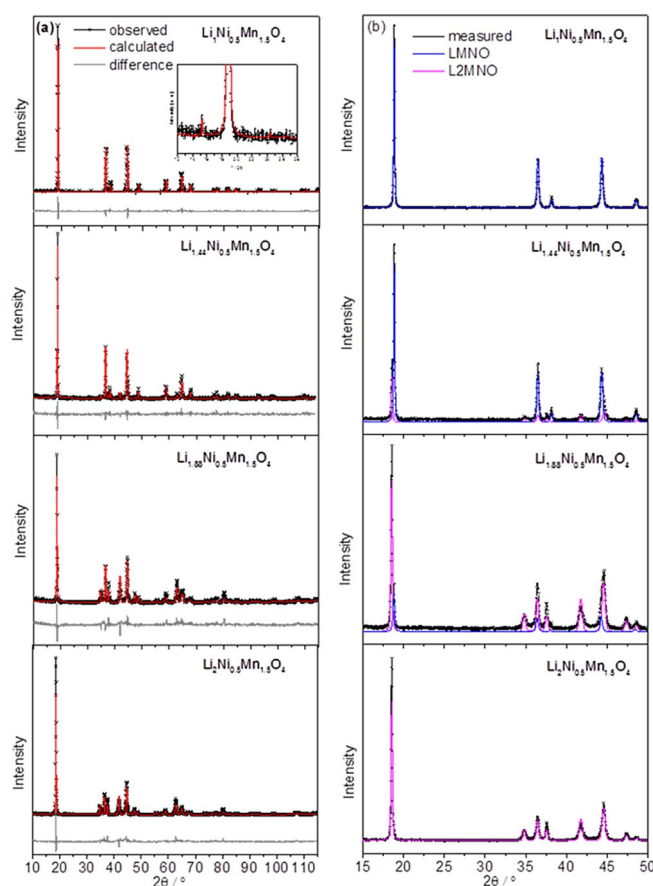 (a)
observed
calculated
difference
Li₁Ni₀.₅Mn₁.₅O₄
Intensity
Li₁.₄₄Ni₀.₅Mn₁.₅O₄
Intensity
Li₁.₈₈Ni₀.₅Mn₁.₅O₄
Intensity
Li₂Ni₀.₅Mn₁.₅O₄
Intensity
10 20 30 40 50 60 70 80 90 100 110
2θ / °
(b)
measured
LMNO
L2MNO
Li₁Ni₀.₅Mn₁.₅O₄
Intensity
Li₁.₄₄Ni₀.₅Mn₁.₅O₄
Intensity
Li₁.₈₈Ni₀.₅Mn₁.₅O₄
Intensity
Li₂Ni₀.₅Mn₁.₅O₄
Intensity
15 20 25 30 35 40 45 50
2θ / °